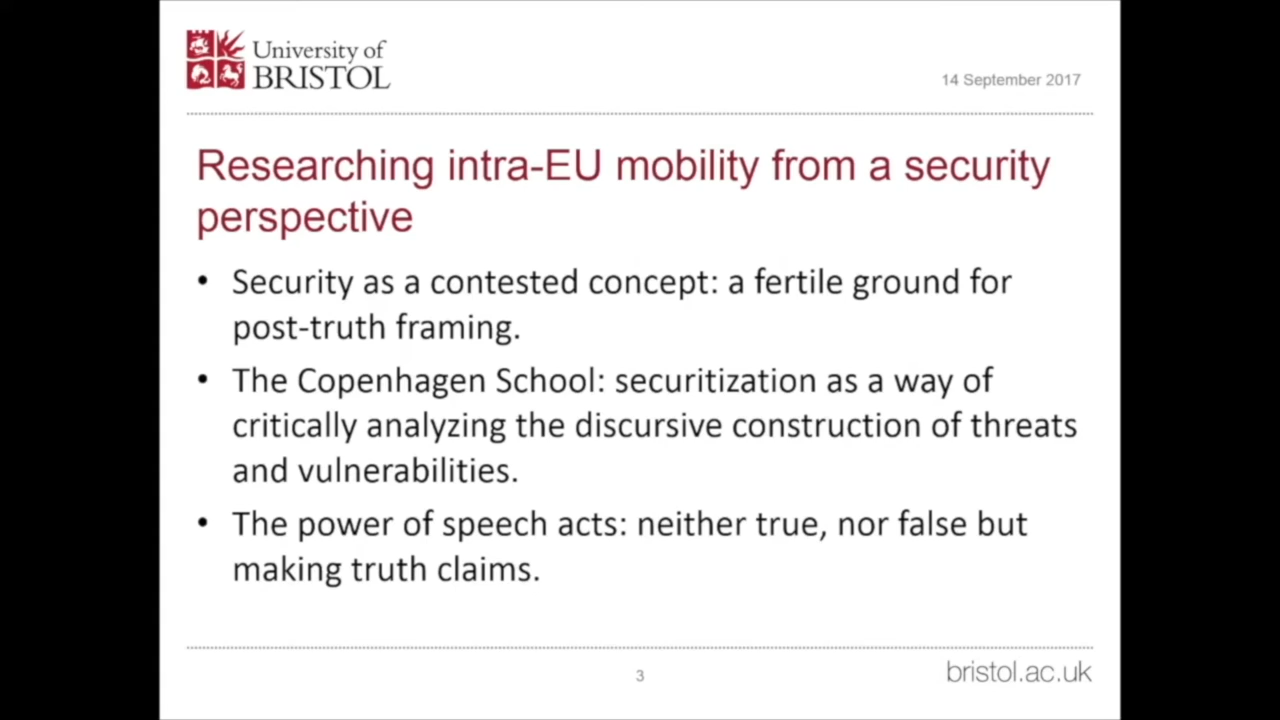 University of
BRISTOL
14 September 2017
Researching intra-EU mobility from a security
perspective
• Security as a contested concept: a fertile ground for
post-truth framing.
• The Copenhagen School: securitization as a way of
critically analyzing the discursive construction of threats
and vulnerabilities.
• The power of speech acts: neither true, nor false but
making truth claims.
3
bristol.ac.uk